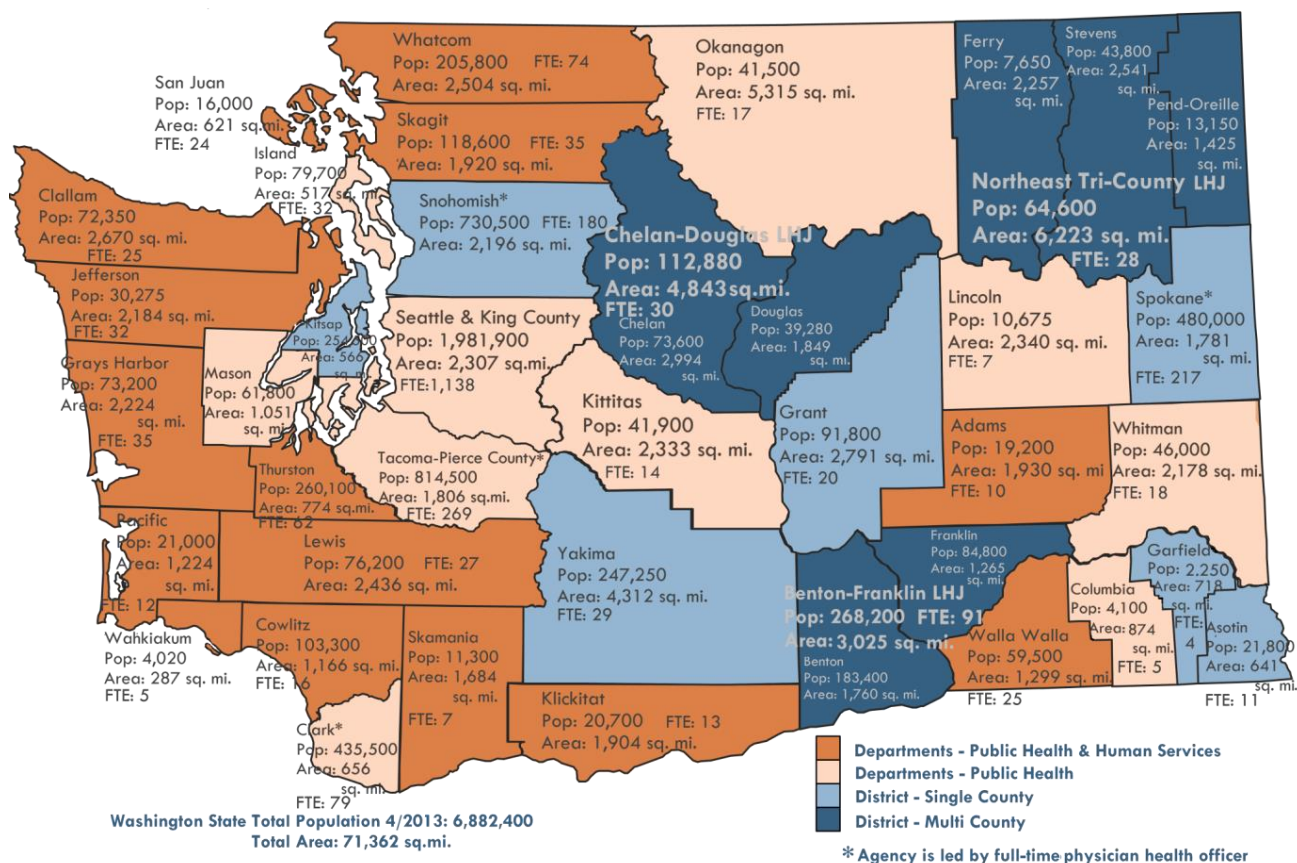 Whatcom
Pop: 205,800 FTE: 74
Area: 2,504 sq. mi.
San Juan
Pop: 16,000
Area: 621 sq.mi.
FTE: 24
Skagit
Pop: 118,600 FTE: 35
Area: 1,920 sq. mi.
Island
Pop: 79,700
Area: 517 sq. mi.
FTE: 32
Okanagon
Pop: 41,500
Area: 5,315 sq. mi.
FTE: 17
Ferry
Pop: 7,650
Area: 2,257
sq. mi.
Stevens
Pop: 43,800
Area: 2,541
sq. mi.
Pend-Oreille
Pop: 13,150
Area: 1,425
sq. mi.
Northeast Tri-County LHJ
Pop: 64,600
Area: 6,223 sq. mi.
FTE: 28
Clallam
Pop: 72,350
Area: 2,670 sq. mi.
FTE: 25
Snohomish*
Pop: 730,500 FTE: 180
Area: 2,196 sq. mi.
Chelan-Douglas LHJ
Pop: 112,880
Area: 4,843sq.mi.
FTE: 30
Chelan
Pop: 73,600
Area: 2,994
sq. mi.
Douglas
Pop: 39,280
Area: 1,849
sq. mi.
Jefferson
Pop: 30,275
Area: 2,184 sq. mi.
FTE: 32
Kitsap
Pop: 254,000
Area: 566
sq. mi.
Seattle & King County
Pop: 1,981,900
Area: 2,307 sq.mi.
FTE:1,138
Lincoln
Pop: 10,675
Area: 2,340 sq. mi.
FTE: 7
Spokane*
Pop: 480,000
Area: 1,781
sq. mi.
FTE: 217
Grays Harbor
Pop: 73,200
Area: 2,224
sq. mi.
FTE: 35
Mason
Pop: 61,800
Area: 1.051
sq. mi.
Kittitas
Pop: 41,900
Area: 2,333 sq. mi.
FTE: 14
Grant
Pop: 91,800
Area: 2,791 sq. mi.
FTE: 20
Adams
Pop: 19,200
Area: 1,930 sq. mi
FTE: 10
Whitman
Pop: 46,000
Area: 2,178 sq. mi.
FTE: 18
Thurston
Pop: 260,100
Area: 774 sq.mi.
FTE: 62
Tacoma-Pierce County*
Pop: 814,500
Area: 1,806 sq.mi.
FTE: 269
Pacific
Pop: 21,000
Area: 1,224
sq. mi.
FTE: 12
Lewis
Pop: 76,200 FTE: 27
Area: 2,436 sq. mi.
Yakima
Pop: 247,250
Area: 4,312 sq. mi.
FTE: 29
Franklin
Pop: 84,800
Area: 1,265
sq. mi.
Benton-Franklin LHJ
Pop: 268,200 FTE: 91
Area: 3,025 sq. mi.
Benton
Pop: 183,400
Area: 1,760 sq. mi.
Garfield
Pop: 2.250
Area: 718
sq. mi.
FTE:
4
Columbia
Pop: 4,100
Area: 874
sq. mi.
FTE: 5
Asotin
Pop: 21,800
Area: 641
sq. mi.
FTE: 11
Walla Walla
Pop: 59,500
Area: 1,299 sq. mi.
FTE: 25
Wahkiakum
Pop: 4,020
Area: 287 sq. mi.
FTE: 5
Cowlitz
Pop: 103,300
Area: 1,166 sq. mi.
FTE: 16
Skamania
Pop: 11,300
Area: 1,684
sq. mi.
FTE: 7
Klickitat
Pop: 20,700 FTE: 13
Area: 1,904 sq. mi.
Clark*
Pop: 435,500
Area: 656
sq. mi.
FTE: 79
Departments - Public Health & Human Services
Departments - Public Health
District - Single County
District - Multi County
* Agency is led by full-time physician health officer
Washington State Total Population 4/2013: 6,882,400
Total Area: 71,362 sq.mi.